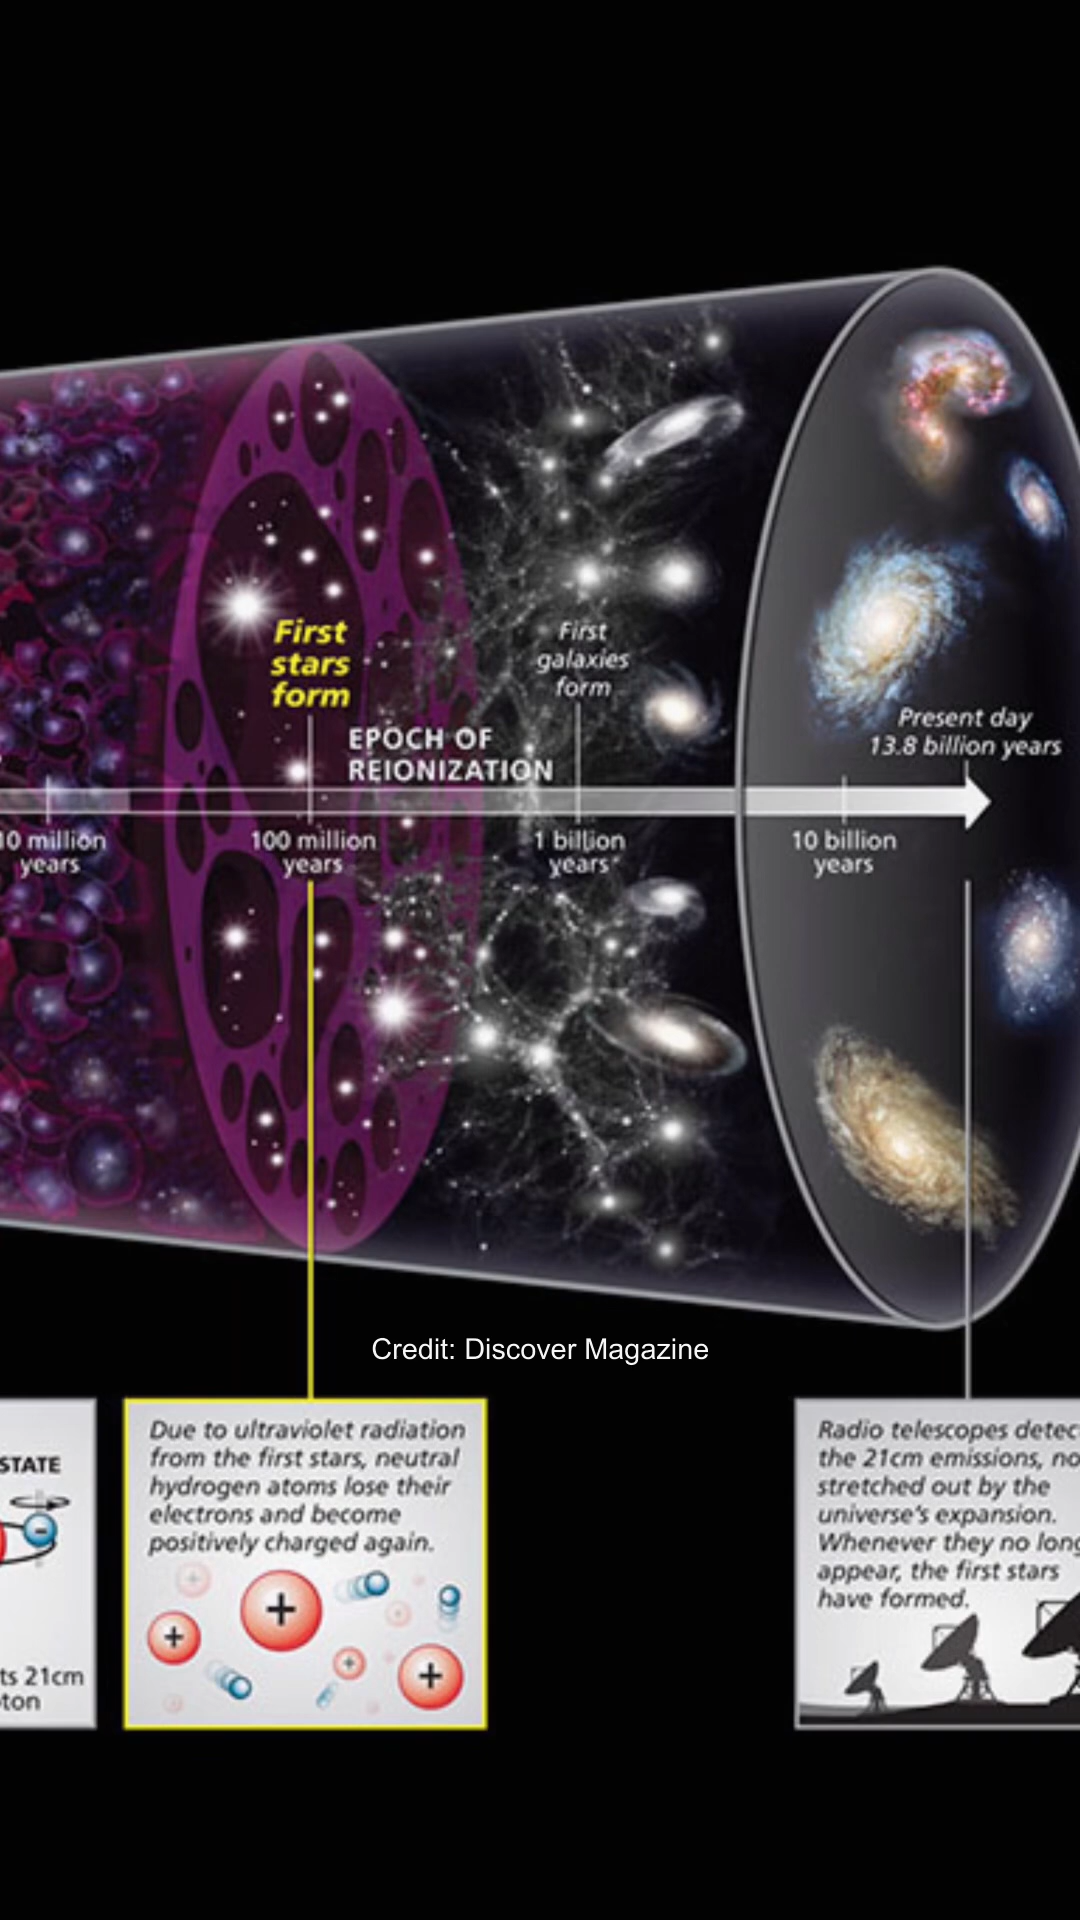 First
stars
form
EPOCH OF
REIONIZATION
First
galaxies
form
Present day
13.8 billion years
10 million
years
100 million
years
1 billion
years
10 billion
years
Credit: Discover Magazine
STATE
-
ts 21cm
Due to ultraviolet radiation
from the first stars, neutral
hydrogen atoms lose their
electrons and become
positively charged again.
+
+
+
+
Radio telescopes detec
the 21cm emissions, no
stretched out by the
universe's expansion.
Whenever they no long
appear, the first stars
have formed.